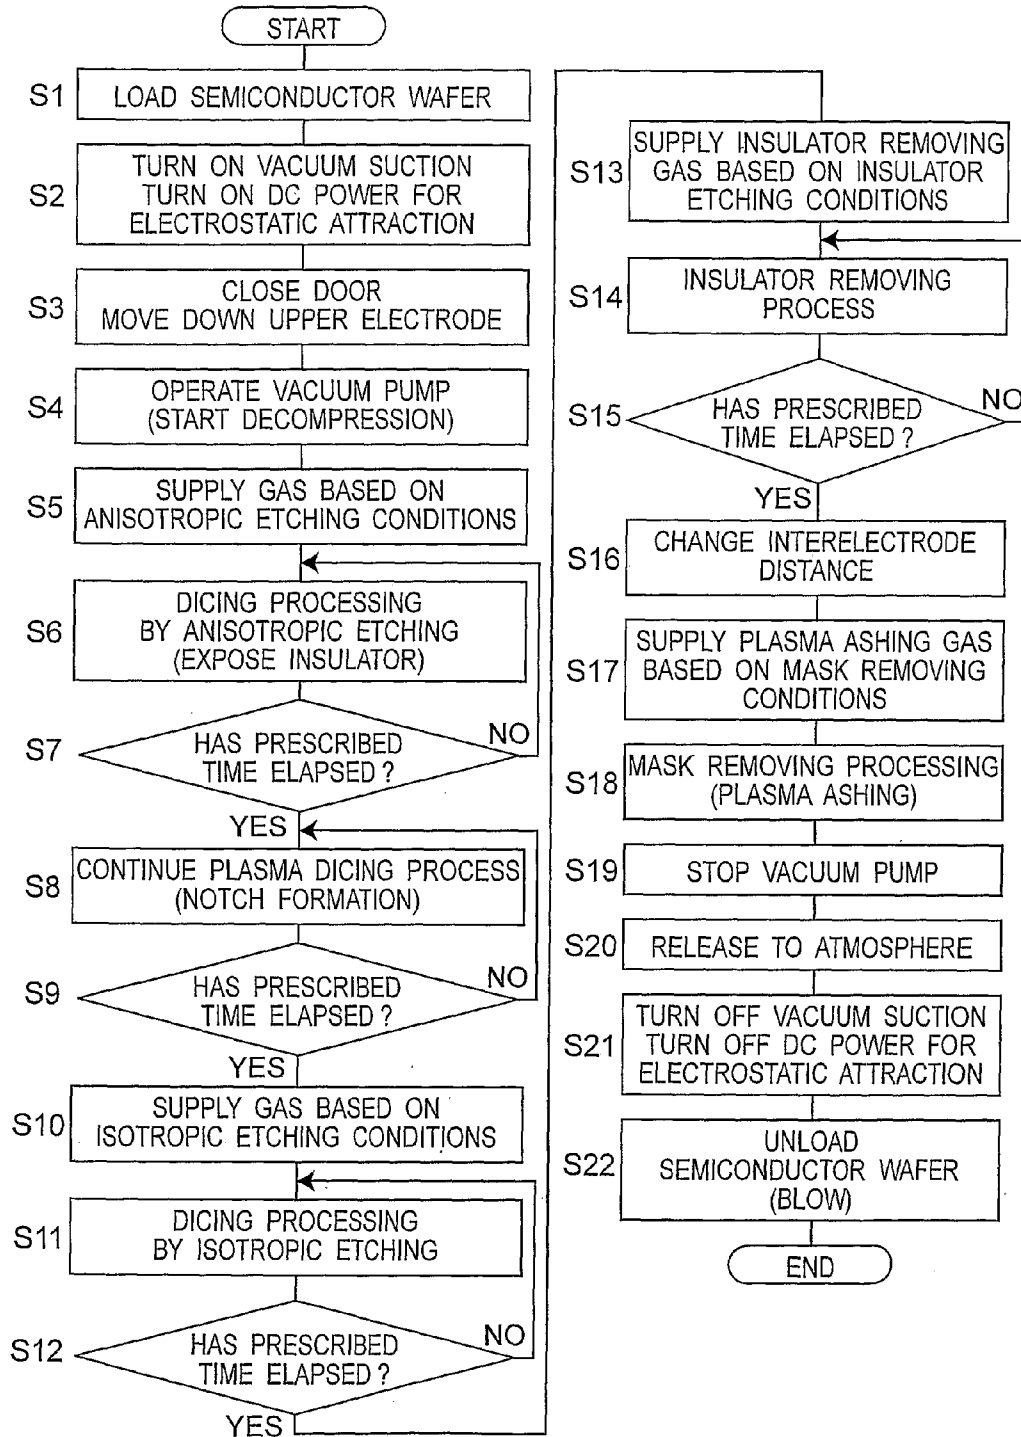 START
S1
LOAD SEMICONDUCTOR WAFER
S2
TURN ON VACUUM SUCTION
TURN ON DC POWER FOR
ELECTROSTATIC ATTRACTION
S3
CLOSE DOOR
MOVE DOWN UPPER ELECTRODE
S4
OPERATE VACUUM PUMP
(START DECOMPRESSION)
S5
SUPPLY GAS BASED ON
ANISOTROPIC ETCHING CONDITIONS
S6
DICING PROCESSING
BY ANISOTROPIC ETCHING
(EXPOSE INSULATOR)
S7
HAS PRESCRIBED
TIME ELAPSED?
NO
YES
S8
CONTINUE PLASMA DICING PROCESS
(NOTCH FORMATION)
S9
HAS PRESCRIBED
TIME ELAPSED?
NO
YES
S10
SUPPLY GAS BASED ON
ISOTROPIC ETCHING CONDITIONS
S11
DICING PROCESSING
BY ISOTROPIC ETCHING
S12
HAS PRESCRIBED
TIME ELAPSED?
NO
YES
S13
SUPPLY INSULATOR REMOVING
GAS BASED ON INSULATOR
ETCHING CONDITIONS
S14
INSULATOR REMOVING
PROCESS
S15
HAS PRESCRIBED
TIME ELAPSED?
NO
YES
S16
CHANGE INTERELECTRODE
DISTANCE
S17
SUPPLY PLASMA ASHING GAS
BASED ON MASK REMOVING
CONDITIONS
S18
MASK REMOVING PROCESSING
(PLASMA ASHING)
S19
STOP VACUUM PUMP
S20
RELEASE TO ATMOSPHERE
S21
TURN OFF VACUUM SUCTION
TURN OFF DC POWER FOR
ELECTROSTATIC ATTRACTION
S22
UNLOAD
SEMICONDUCTOR WAFER
(BLOW)
END